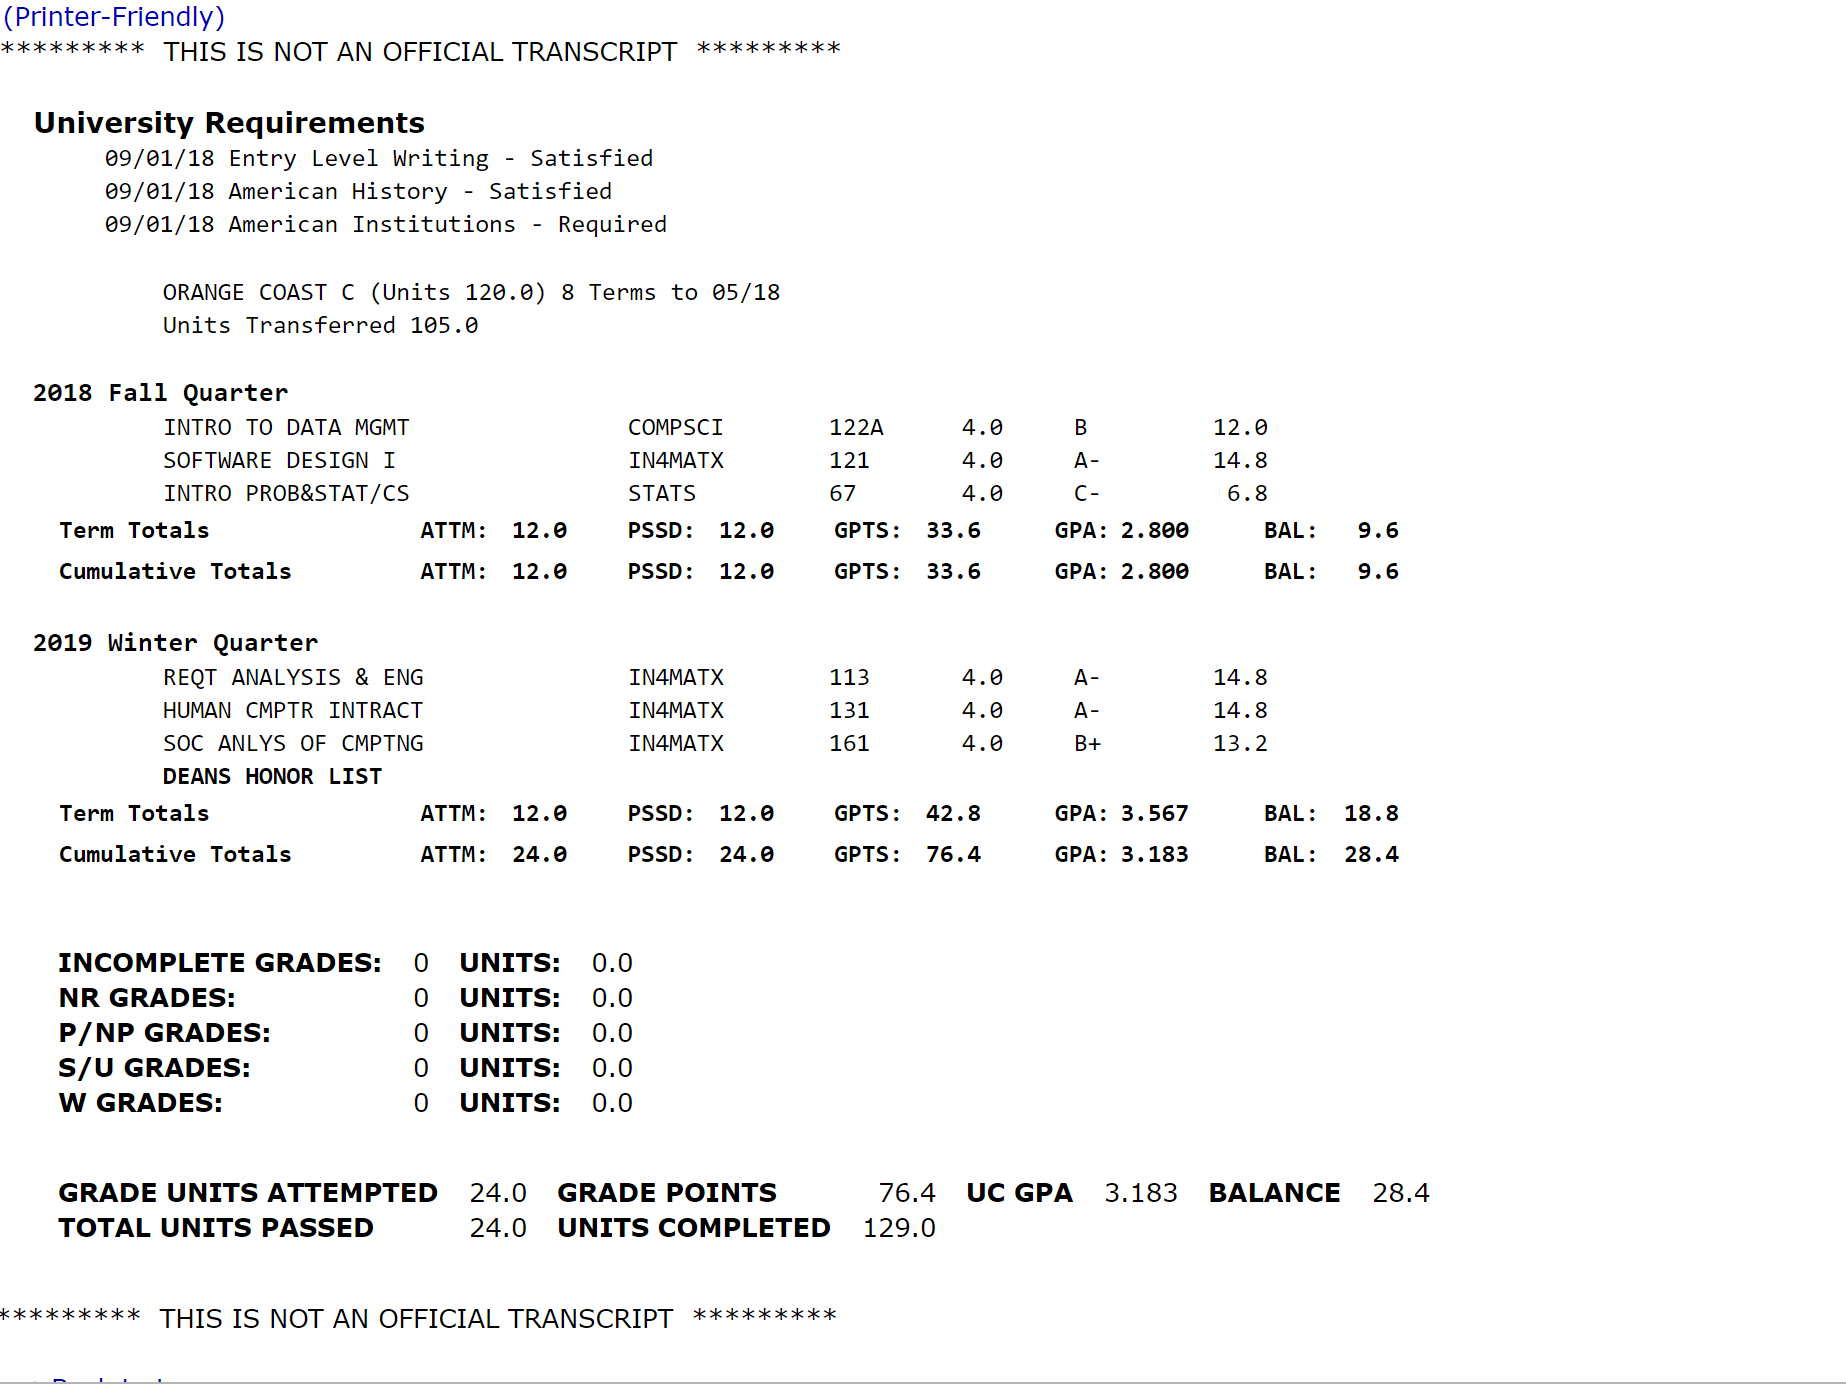 (Printer-Friendly)
********* THIS IS NOT AN OFFICIAL TRANSCRIPT *********
University Requirements
09/01/18 Entry Level Writing - Satisfied
09/01/18 American History - Satisfied
09/01/18 American Institutions - Required
ORANGE COAST C (Units 120.0) 8 Terms to 05/18
Units Transferred 105.0
2018 Fall Quarter
INTRO TO DATA MGMT COMPSCI 122A 4.0 B 12.0
SOFTWARE DESIGN I IN4MATX 121 4.0 A- 14.8
INTRO PROB&STAT/CS STATS 67 4.0 C- 6.8
Term Totals ATTM: 12.0 PSSD: 12.0 GPTS: 33.6 GPA: 2.800 BAL: 9.6
Cumulative Totals ATTM: 12.0 PSSD: 12.0 GPTS: 33.6 GPA: 2.800 BAL: 9.6
2019 Winter Quarter
REQT ANALYSIS & ENG IN4MATX 113 4.0 A- 14.8
HUMAN CMPTR INTRACT IN4MATX 131 4.0 A- 14.8
SOC ANLYS OF CMPTNG IN4MATX 161 4.0 B+ 13.2
DEANS HONOR LIST
Term Totals ATTM: 12.0 PSSD: 12.0 GPTS: 42.8 GPA: 3.567 BAL: 18.8
Cumulative Totals ATTM: 24.0 PSSD: 24.0 GPTS: 76.4 GPA: 3.183 BAL: 28.4
INCOMPLETE GRADES: 0 UNITS: 0.0
NR GRADES: 0 UNITS: 0.0
P/NP GRADES: 0 UNITS: 0.0
S/U GRADES: 0 UNITS: 0.0
W GRADES: 0 UNITS: 0.0
GRADE UNITS ATTEMPTED 24.0 GRADE POINTS 76.4 UC GPA 3.183 BALANCE 28.4
TOTAL UNITS PASSED 24.0 UNITS COMPLETED 129.0
********* THIS IS NOT AN OFFICIAL TRANSCRIPT *********